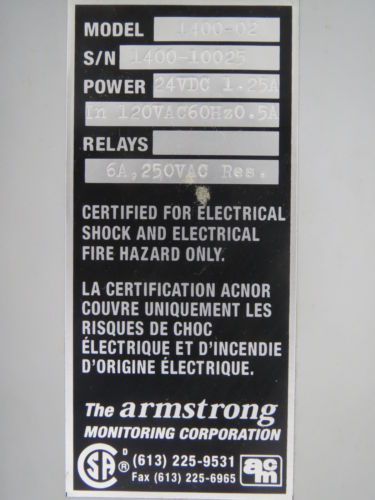 MODEL 1400-02
S/N 1400-10025
POWER 24VDC 1.25A
In 120VAC60Hz0.5A
RELAYS
6A,250VAC Res.
CERTIFIED FOR ELECTRICAL
SHOCK AND ELECTRICAL
FIRE HAZARD ONLY.
LA CERTIFICATION ACNOR
COUVRE UNIQUEMENT LES
RISQUES DE CHOC
ÉLECTRIQUE ET D'INCENDIE
D'ORIGINE ÉLECTRIQUE.
The armstrong
MONITORING CORPORATION
SA D ® (613) 225-9531 acm
Fax (613) 225-6965